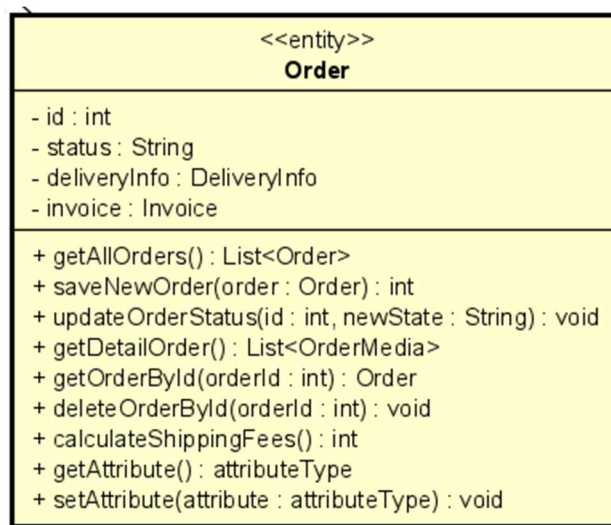 <<entity>>
Order
- id : int
- status : String
- deliveryInfo : DeliveryInfo
- invoice : Invoice
+ getAllOrders() : List<Order>
+ saveNewOrder(order : Order) : int
+ updateOrderStatus(id : int, newState : String) : void
+ getDetailOrder() : List<OrderMedia>
+ getOrderById(orderId : int) : Order
+ deleteOrderById(orderId : int) : void
+ calculateShippingFees() : int
+ getAttribute() : attributeType
+ setAttribute(attribute : attributeType) : void